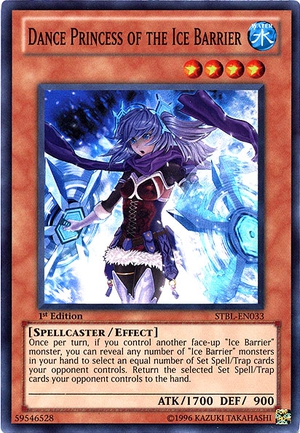 DANCE PRINCESS OF THE ICE BARRIER
WATER
水
1st Edition
STBL-EN033
[SPELLCASTER / EFFECT]
Once per turn, if you control another face-up "Ice Barrier"
monster, you can reveal any number of "Ice Barrier" monsters
in your hand to select an equal number of Set Spell/Trap cards
your opponent controls. Return the selected Set Spell/Trap
cards your opponent controls to the hand.
ATK/1700 DEF/ 900
59546528
©1996 KAZUKI TAKAHASHI